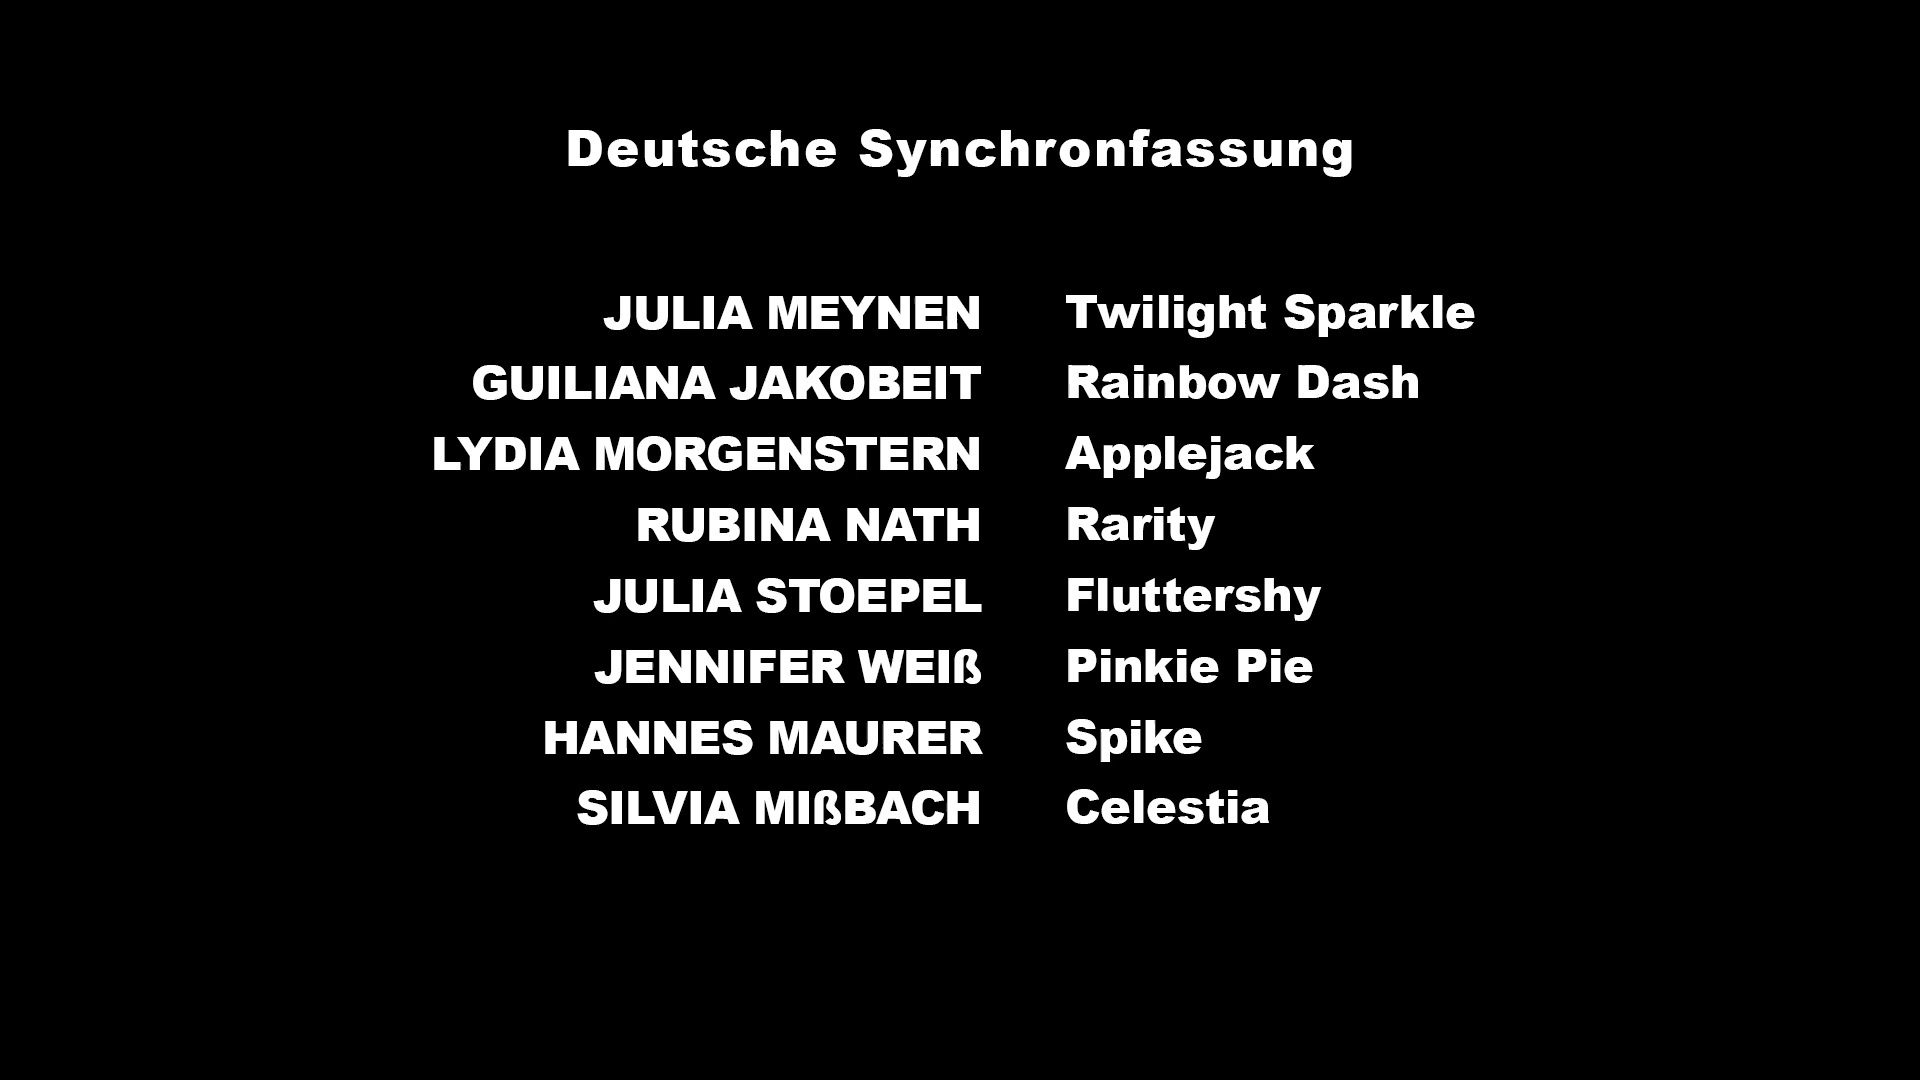 Deutsche Synchronfassung
JULIA MEYNEN Twilight Sparkle
GUILIANA JAKOBEIT Rainbow Dash
LYDIA MORGENSTERN Applejack
RUBINA NATH Rarity
JULIA STOEPEL Fluttershy
JENNIFER WEIß Pinkie Pie
HANNES MAURER Spike
SILVIA MIßBACH Celestia